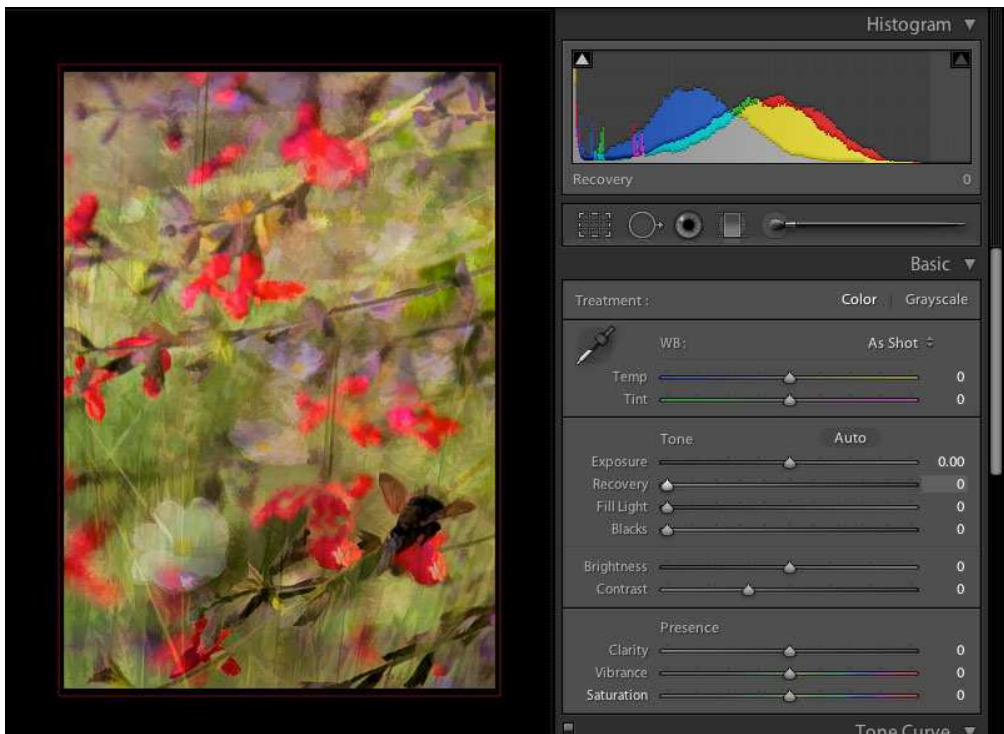 Histogram
Recovery 0
Basic
Treatment : Color Grayscale
WB: As Shot
Temp 0
Tint 0
Tone Auto
Exposure 0.00
Recovery 0
Fill Light 0
Blacks 0
Brightness 0
Contrast 0
Presence
Clarity 0
Vibrance 0
Saturation 0
Tone Curve